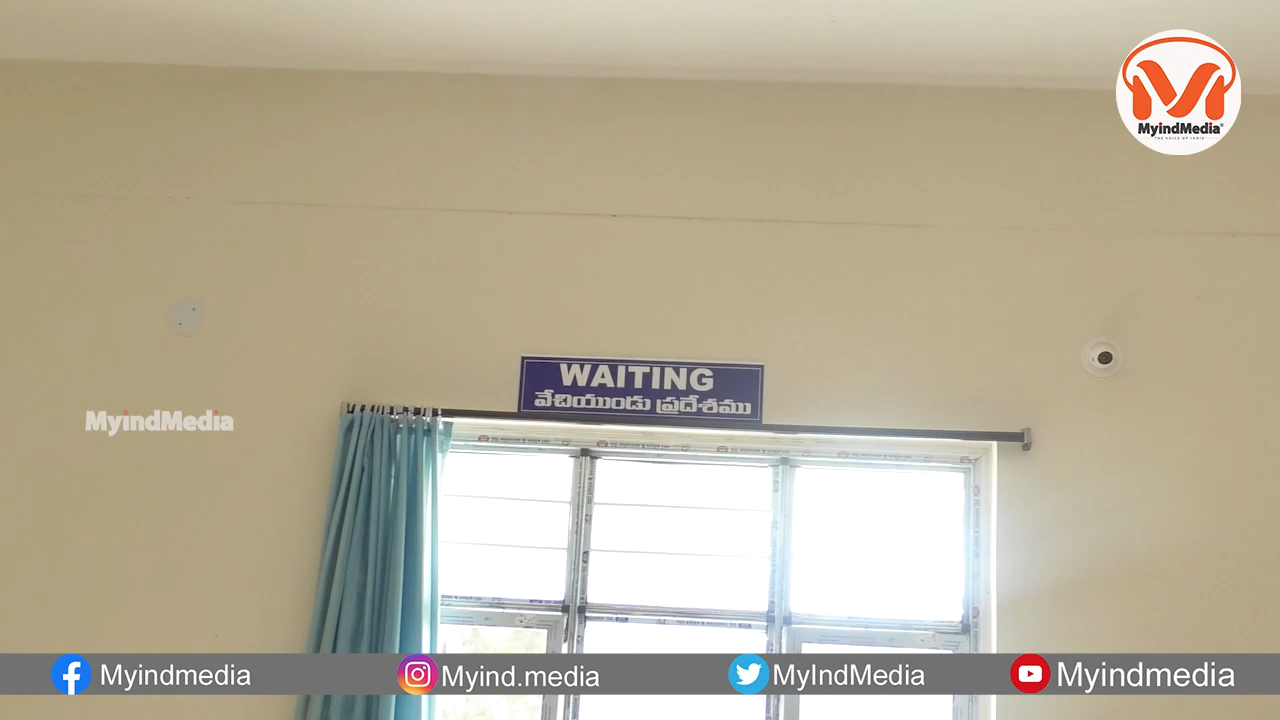 MyindMedia®
THE VOICE OF INDIA
WAITING
వేచియుండు ప్రదేశము
MyindMedia
Myindmedia
Myind.media
MyIndMedia
Myindmedia